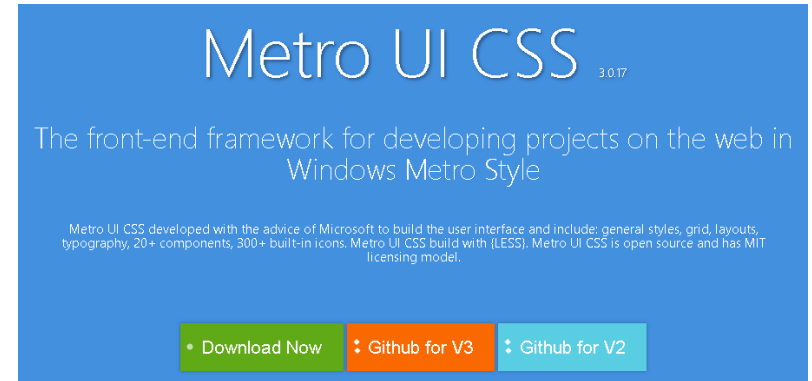 Metro UI CSS 3.0.17
The front-end framework for developing projects on the web in
Windows Metro Style
Metro UI CSS developed with the advice of Microsoft to build the user interface and include: general styles, grid, layouts,
typography, 20+ components, 300+ built-in icons. Metro UI CSS build with {LESS}. Metro UI CSS is open source and has MIT
licensing model.
Download Now Github for V3 Github for V2